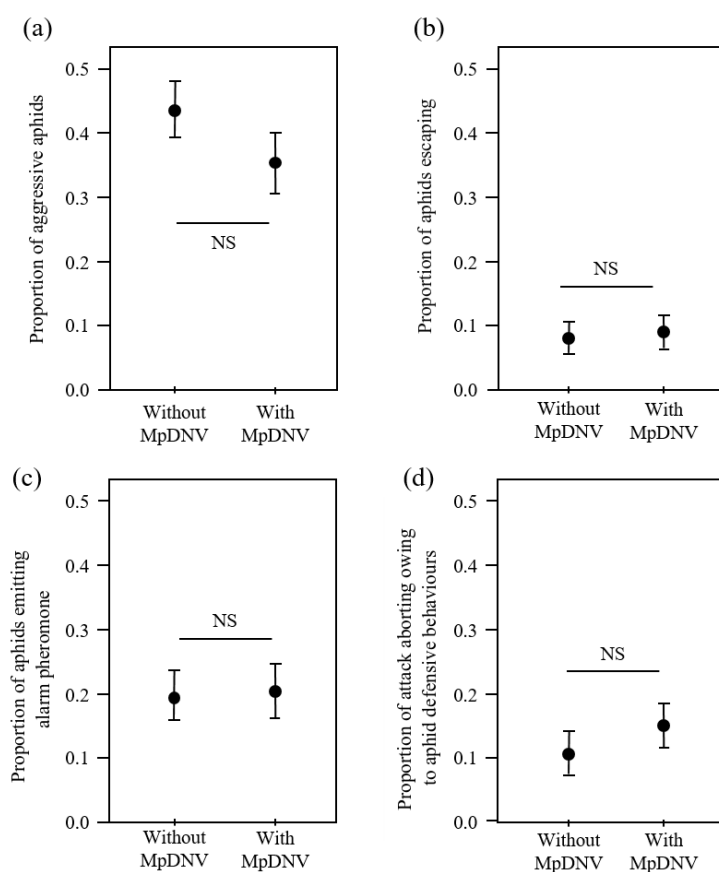 (a)
Proportion of aggressive aphids
0.5
0.4
0.3
0.2
0.1
0.0
NS
Without
MpDNV
With
MpDNV
(b)
Proportion of aphids escaping
0.5
0.4
0.3
0.2
0.1
0.0
NS
Without
MpDNV
With
MpDNV
(c)
Proportion of aphids emitting
alarm pheromone
0.5
0.4
0.3
0.2
0.1
0.0
NS
Without
MpDNV
With
MpDNV
(d)
Proportion of attack aborting owing
to aphid defensive behaviours
0.5
0.4
0.3
0.2
0.1
0.0
NS
Without
MpDNV
With
MpDNV